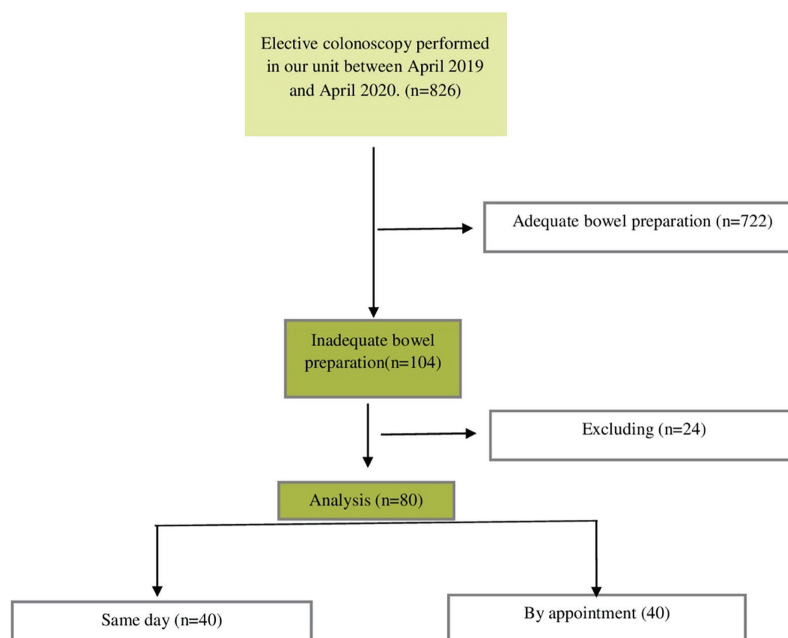 Elective colonoscopy performed
in our unit between April 2019
and April 2020. (n=826)
Adequate bowel preparation (n=722)
Inadequate bowel
preparation(n=104)
Excluding (n=24)
Analysis (n=80)
Same day (n=40)
By appointment (40)